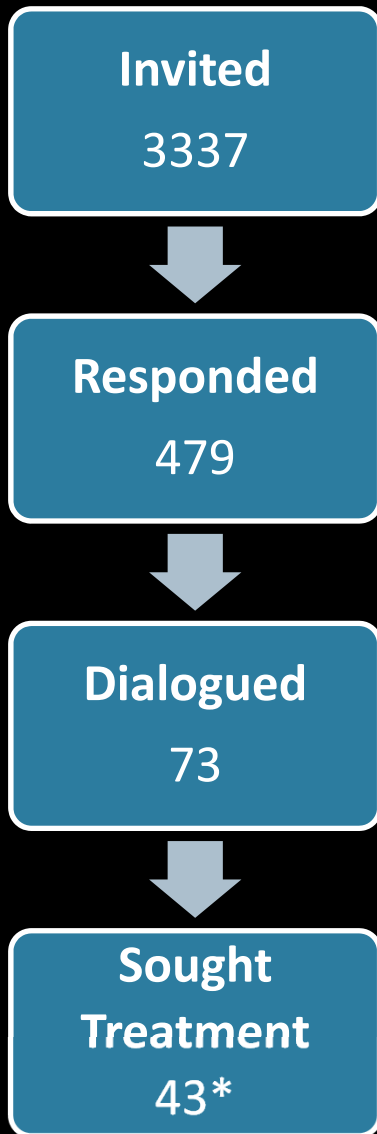 Invited
3337
Responded
479
Dialogued
73
Sought
Treatment
43*